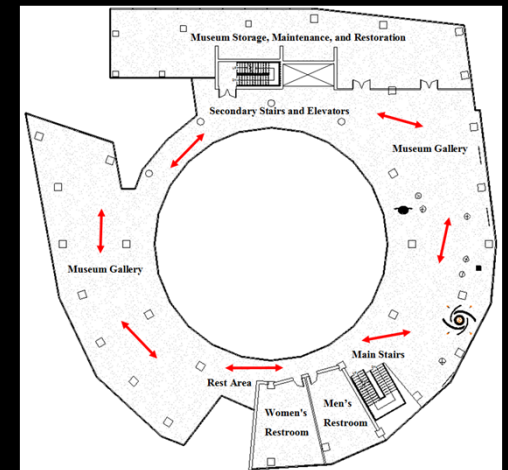 Museum Storage, Maintenance, and Restoration
Secondary Stairs and Elevators
Museum Gallery
Museum Gallery
Main Stairs
Rest Area
Women's
Restroom
Men's
Restroom